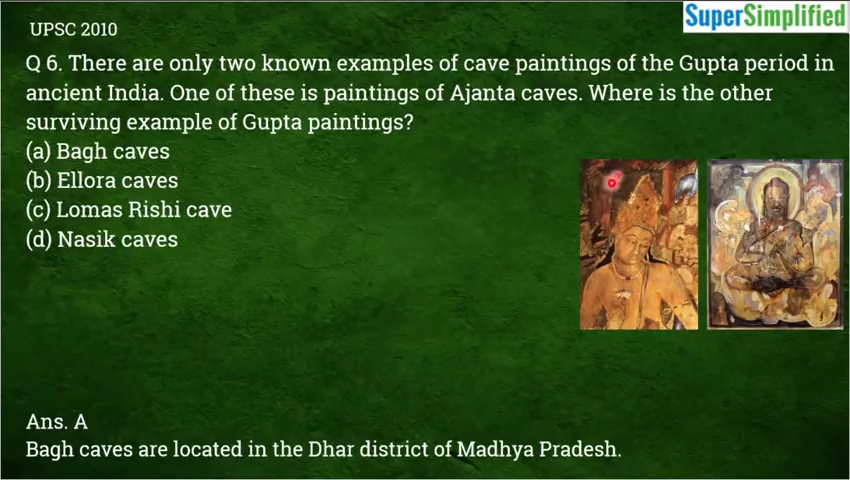 SuperSimplified
UPSC 2010
Q 6. There are only two known examples of cave paintings of the Gupta period in
ancient India. One of these is paintings of Ajanta caves. Where is the other
surviving example of Gupta paintings?
(a) Bagh caves
(b) Ellora caves
(c) Lomas Rishi cave
(d) Nasik caves
Ans. A
Bagh caves are located in the Dhar district of Madhya Pradesh.